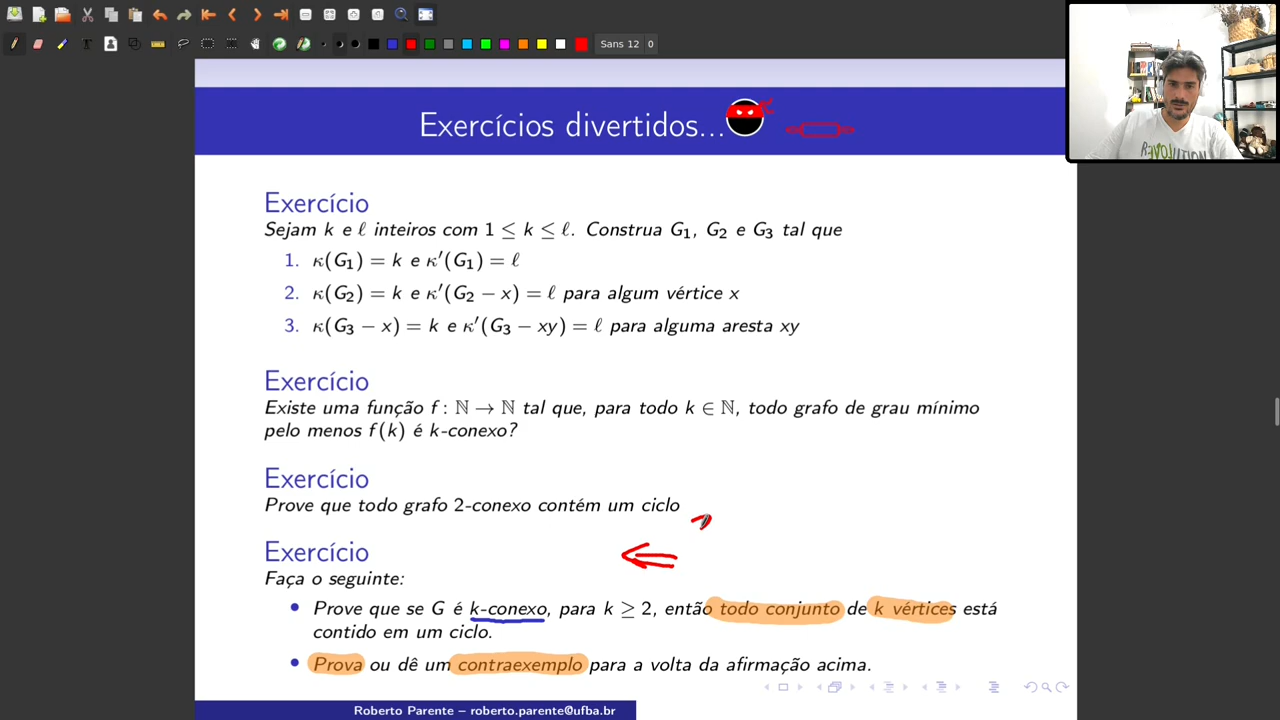 Sans 12 0
Exercícios divertidos...
Exercício
Sejam k e ℓ inteiros com 1 ≤ k ≤ ℓ. Construa G₁, G₂ e G₃ tal que
1. κ(G₁) = k e κ′(G₁) = ℓ
2. κ(G₂) = k e κ′(G₂ − x) = ℓ para algum vértice x
3. κ(G₃ − x) = k e κ′(G₃ − xy) = ℓ para alguma aresta xy
Exercício
Existe uma função f : ℕ → ℕ tal que, para todo k ∈ ℕ, todo grafo de grau mínimo
pelo menos f(k) é k-conexo?
Exercício
Prove que todo grafo 2-conexo contém um ciclo
Exercício
Faça o seguinte:
• Prove que se G é k-conexo, para k ≥ 2, então todo conjunto de k vértices está
contido em um ciclo.
• Prova ou dê um contraexemplo para a volta da afirmação acima.
Roberto Parente – roberto.parente@ufba.br